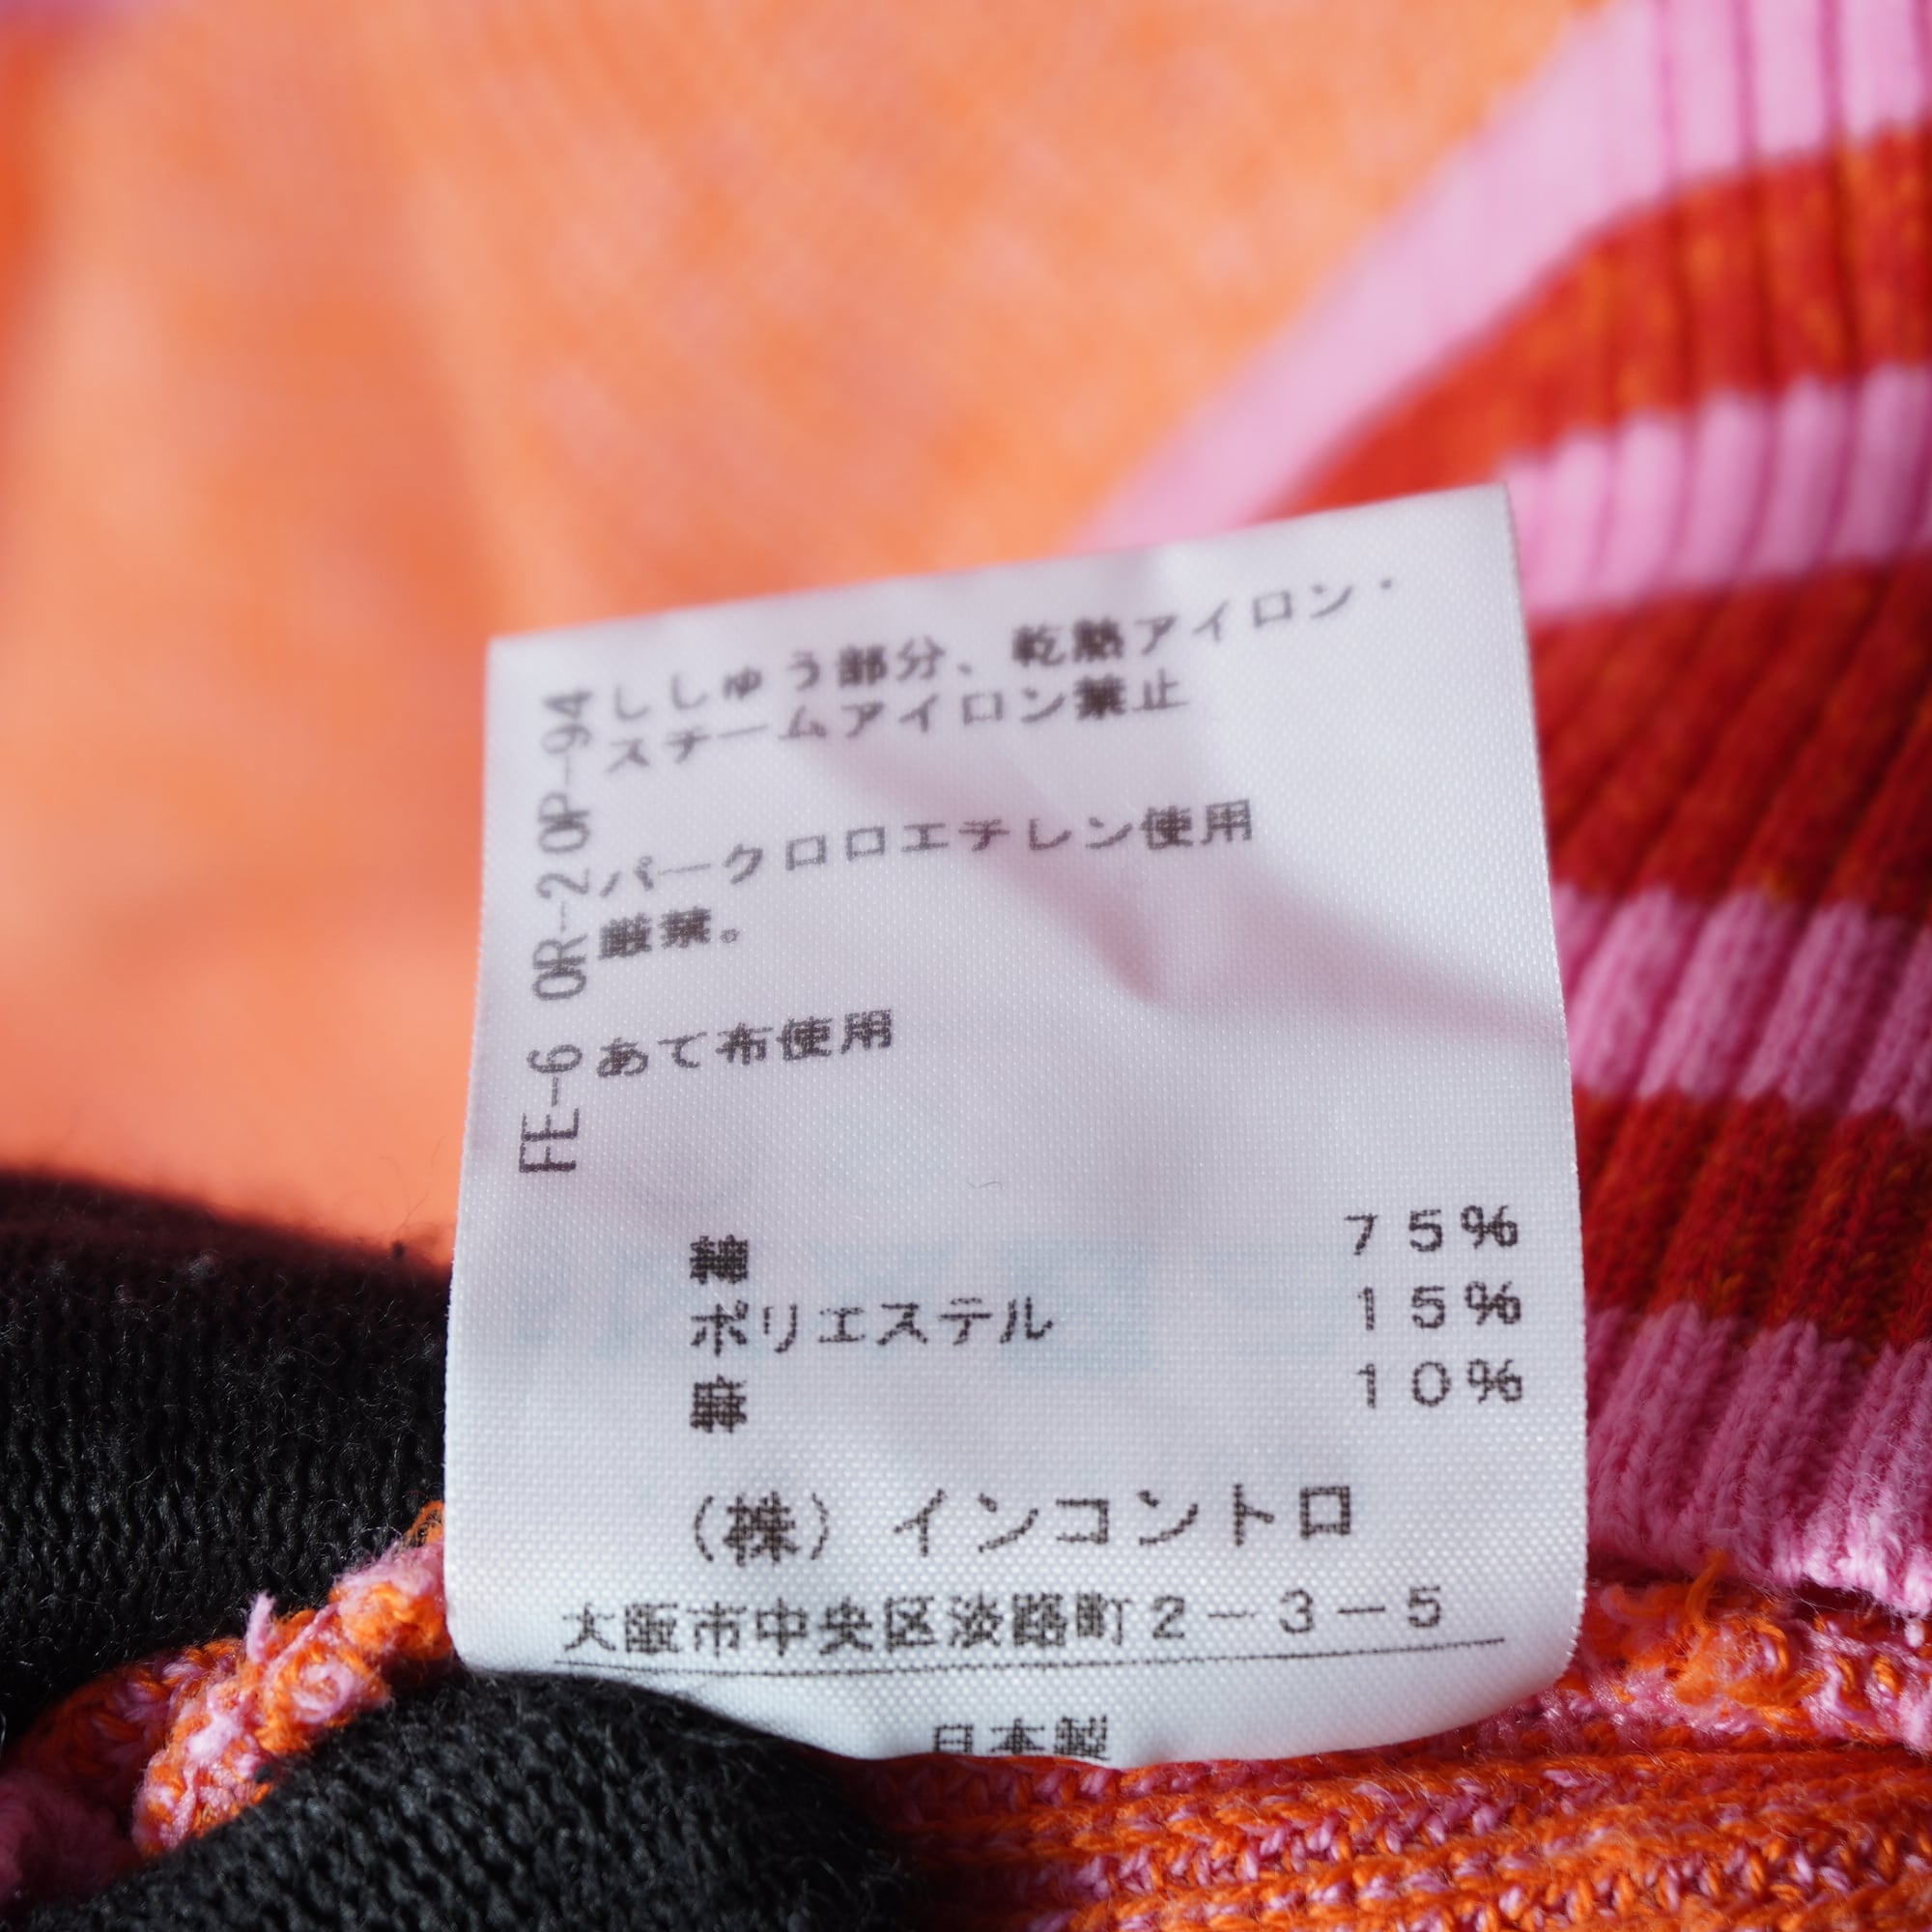 ししゅう部分、乾熱アイロン・
スチームアイロン禁止
パークロロエチレン使用
厳禁。
あて布使用
FE-6 OR-2 OP-94
綿 75%
ポリエステル 15%
麻 10%
(株)インコントロ
大阪市中央区淡路町2-3-5
日本製